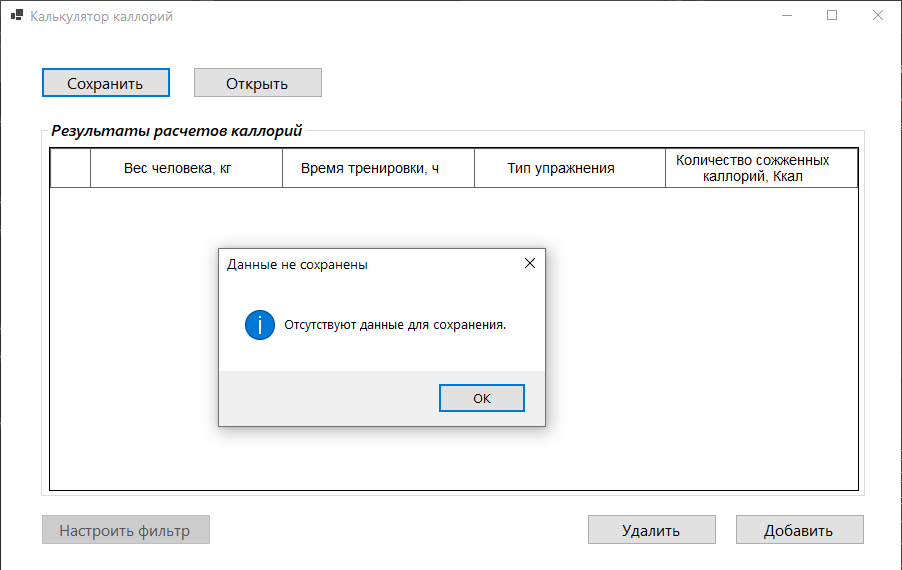 Калькулятор каллорий
Сохранить
Открыть
Результаты расчетов каллорий
Вес человека, кг
Время тренировки, ч
Тип упражнения
Количество сожженных
каллорий, Ккал
Данные не сохранены
Отсутствуют данные для сохранения.
ОК
Настроить фильтр
Удалить
Добавить